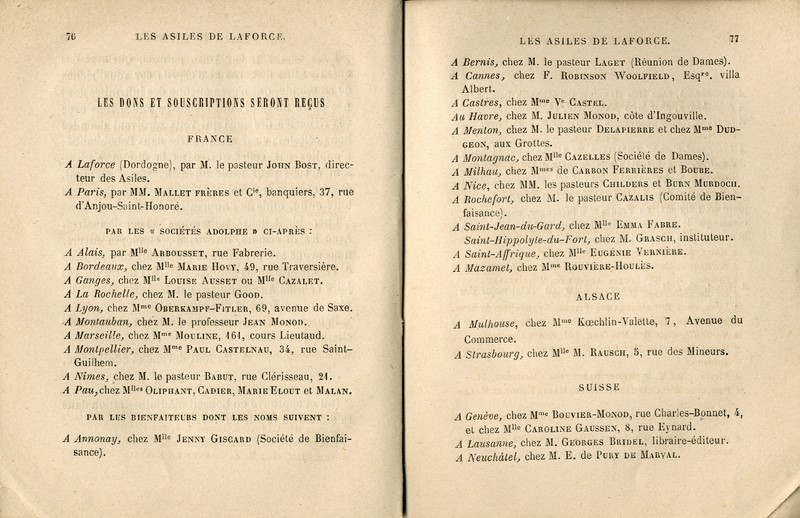 76 LES ASILES DE LAFORCE.
LES DONS ET SOUSCRIPTIONS SERONT REÇUS
FRANCE
A Laforce (Dordogne), par M. le pasteur JOHN BOST, direc-
teur des Asiles.
A Paris, par MM. MALLET FRÈRES et Cie, banquiers, 37, rue
d'Anjou-Saint-Honoré.
PAR LES « SOCIÉTÉS ADOLPHE » CI-APRÈS :
A Alais, par Mlle ARBOUSSET, rue Fabrerie.
A Bordeaux, chez Mlle MARIE HOVY, 49, rue Traversière.
A Ganges, chez Mlle LOUISE AUSSET ou Mlle CAZALET.
A La Rochelle, chez M. le pasteur GOOD.
A Lyon, chez Mme OBERKAMPF-FITLER, 69, avenue de Saxe.
A Montauban, chez M. le professeur JEAN MONOD.
A Marseille, chez Mme MOULINE, 161, cours Lieutaud.
A Montpellier, chez Mme PAUL CASTELNAU, 34, rue Saint-
Guilhem.
A Nîmes, chez M. le pasteur BABUT, rue Clérisseau, 21.
A Pau, chez Mlles OLIPHANT, CADIER, MARIE ELOUT et MALAN.
PAR LES BIENFAITEURS DONT LES NOMS SUIVENT :
A Annonay, chez Mlle JENNY GISCARD (Société de Bienfai-
sance).
LES ASILES DE LAFORCE. 77
A Bernis, chez M. le pasteur LAGET (Réunion de Dames).
A Cannes, chez F. ROBINSON WOOLFIELD, Esqre. villa
Albert.
A Castres, chez Mme Ve CASTEL.
Au Havre, chez M. JULIEN MONOD, côte d'Ingouville.
A Menton, chez M. le pasteur DELAPIERRE et chez Mme DUD-
GEON, aux Grottes.
A Montagnac, chez Mlle CAZELLES (Société de Dames).
A Milhau, chez Mmes de CARBON FERRIÈRES et BOUBE.
A Nice, chez MM. les pasteurs CHILDERS et BURN MURDOCH.
A Rochefort, chez M. le pasteur CAZALIS (Comité de Bien-
faisance).
A Saint-Jean-du-Gard, chez Mlle EMMA FABRE.
Saint-Hippolyte-du-Fort, chez M. GRASCH, instituteur.
A Saint-Affrique, chez Mlle EUGÉNIE VERNIÈRE.
A Mazamet, chez Mme ROUVIÈRE-HOULÈS.
ALSACE
A Mulhouse, chez Mme Kœchlin-Valette, 7, Avenue du
Commerce.
A Strasbourg, chez Mlle M. RAUSCH, 5, rue des Mineurs.
SUISSE
A Genève, chez Mme BOUVIER-MONOD, rue Charles-Bonnet, 4,
et chez Mlle CAROLINE GAUSSEN, 8, rue Eynard.
A Lausanne, chez M. GEORGES BRIDEL, libraire-éditeur.
A Neuchâtel, chez M. E. de PURY DE MARVAL.